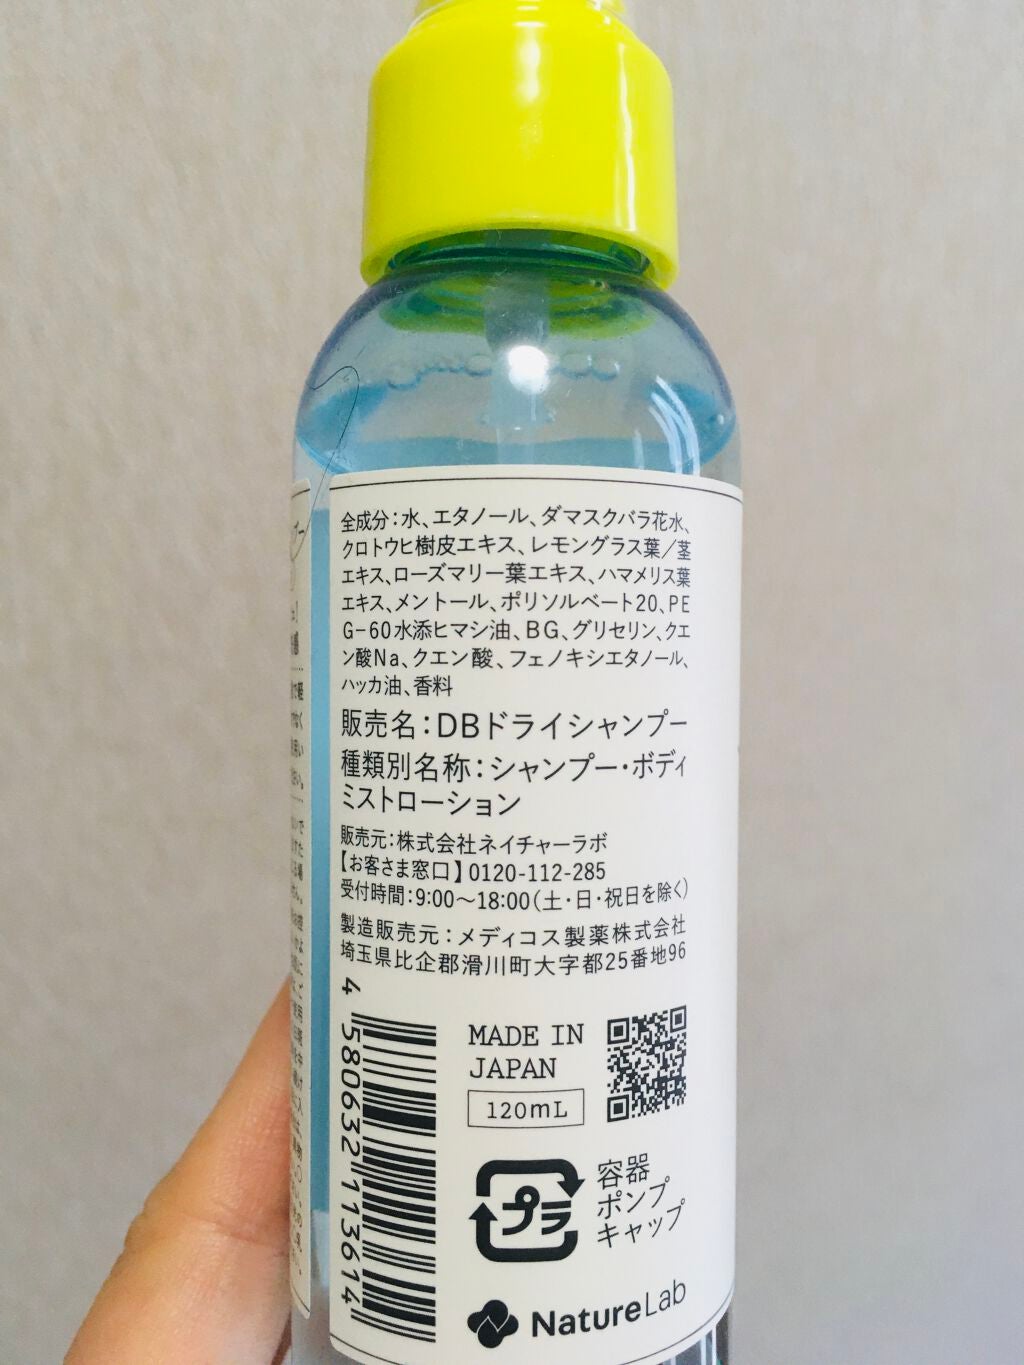 全成分：水、エタノール、ダマスクバラ花水、
クロトウヒ樹皮エキス、レモングラス葉／茎
エキス、ローズマリー葉エキス、ハマメリス葉
エキス、メントール、ポリソルベート20、PE
G-60水添ヒマシ油、BG、グリセリン、クエ
ン酸Na、クエン酸、フェノキシエタノール、
ハッカ油、香料
販売名：DBドライシャンプー
種類別名称：シャンプー・ボディ
ミストローション
販売元：株式会社ネイチャーラボ
【お客さま窓口】0120-112-285
受付時間：9:00〜18:00（土・日・祝日を除く）
製造販売元：メディコス製薬株式会社
埼玉県比企郡滑川町大字都25番地96
4 580632 113614
MADE IN
JAPAN
120mL
プラ
容器
ポンプ
キャップ
NatureLab